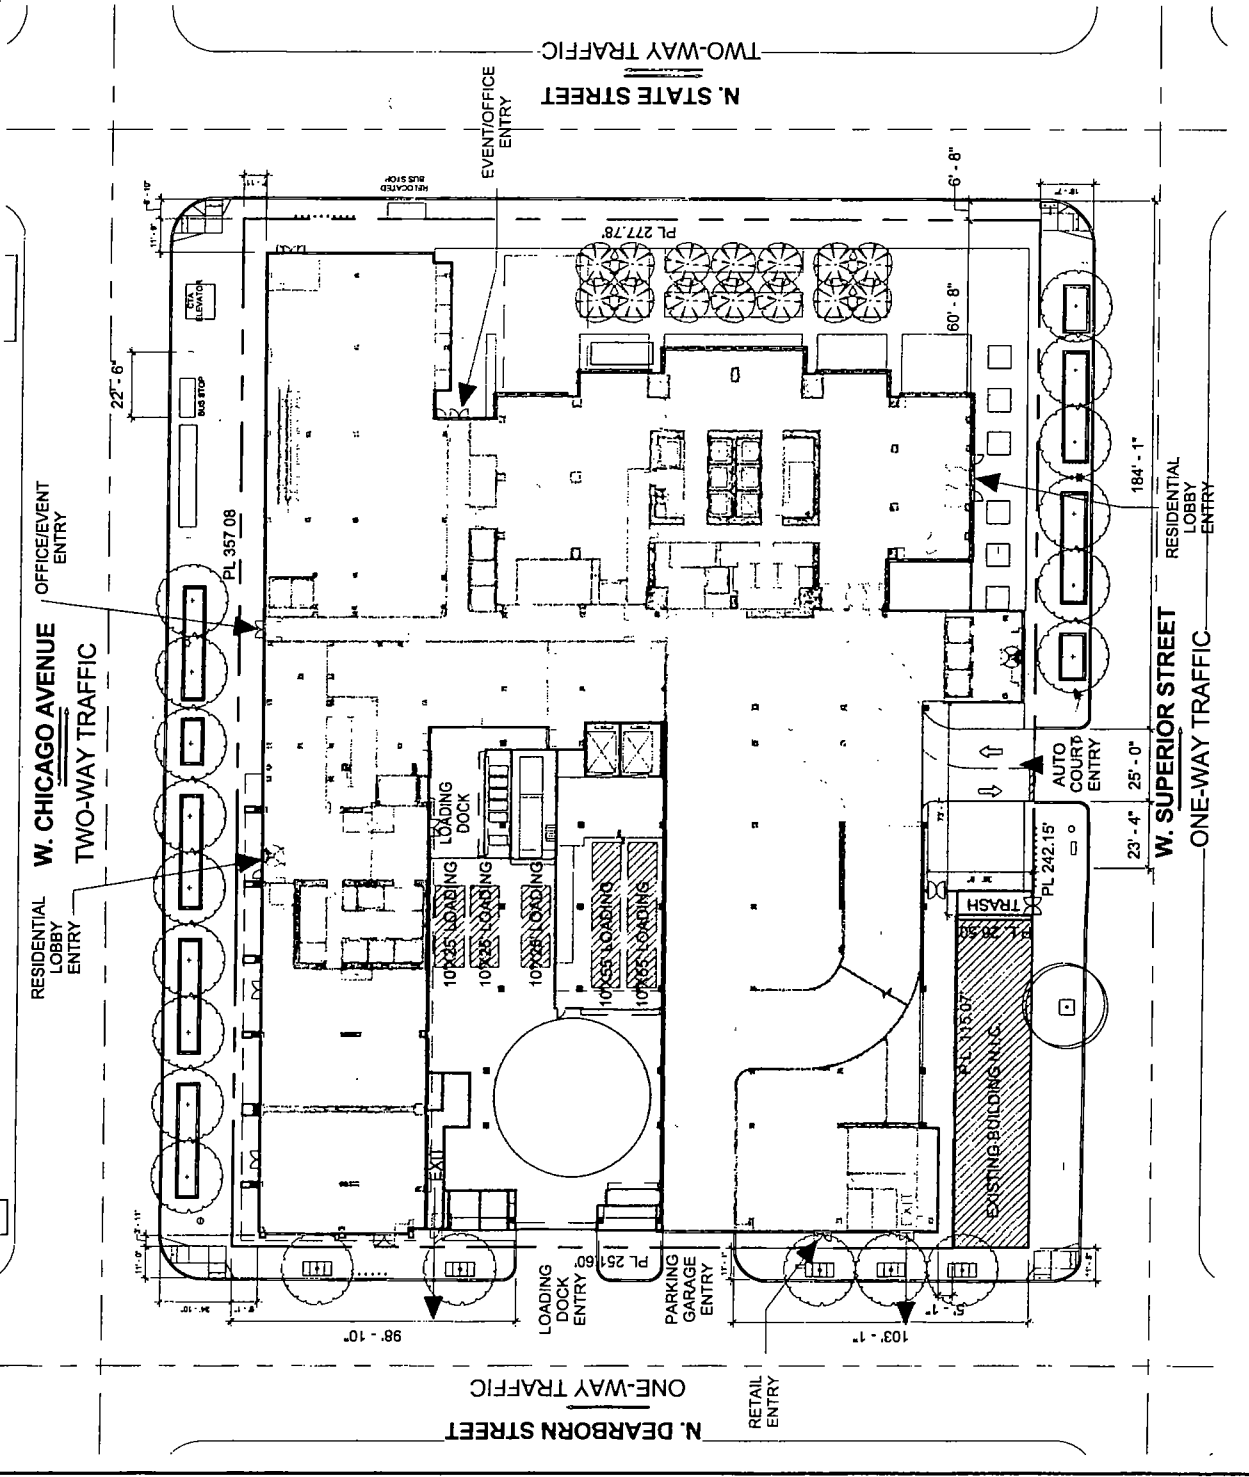 TWO-WAY TRAFFIC
N. STATE STREET
EVENT/OFFICE
ENTRY
RELOCATED
BUS STOP
6' - 8"
PL 277.78'
CTA
ELEVATOR
60' - 8"
22' - 6"
BUS STOP
184' - 1"
OFFICE/EVENT
ENTRY
PL 357 08
RESIDENTIAL
LOBBY
ENTRY
W. CHICAGO AVENUE
TWO-WAY TRAFFIC
W. SUPERIOR STREET
ONE-WAY TRAFFIC
AUTO
COURT
ENTRY
25' - 0"
23' - 4"
PL 242.15'
LOADING
DOCK
RESIDENTIAL
LOBBY
ENTRY
10'X25' LOADING
10'X25' LOADING
10'X25' LOADING
10'X55' LOADING
10'X55' LOADING
TRASH
P.L. 115.07'
EXISTING BUILDING N.I.C.
EXIT
EXIT
PL 251.60'
LOADING
DOCK
ENTRY
PARKING
GARAGE
ENTRY
98' - 10"
5' - 1"
103' - 1"
RETAIL
ENTRY
ONE-WAY TRAFFIC
N. DEARBORN STREET